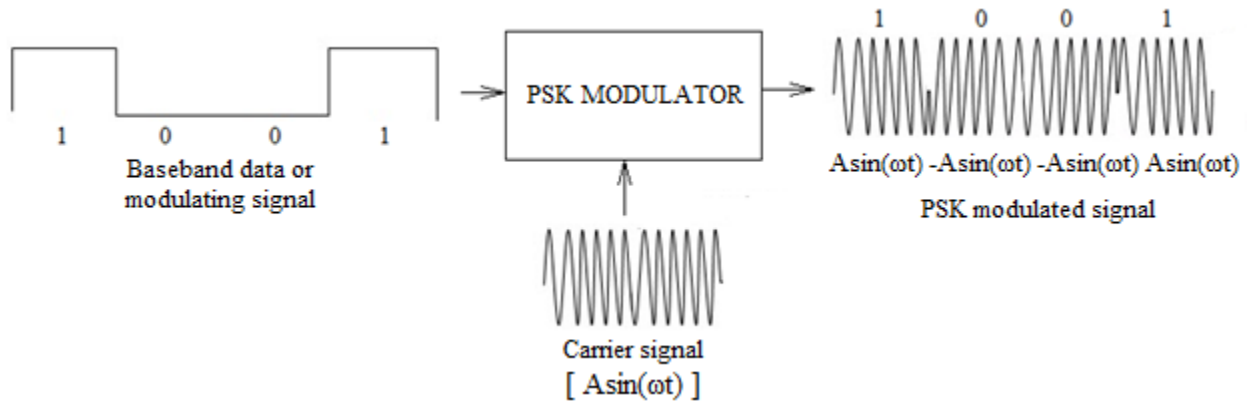 1 0 0 1
Baseband data or
modulating signal
PSK MODULATOR
Carrier signal
[ Asin(ωt) ]
1 0 0 1
Asin(ωt) -Asin(ωt) -Asin(ωt) Asin(ωt)
PSK modulated signal